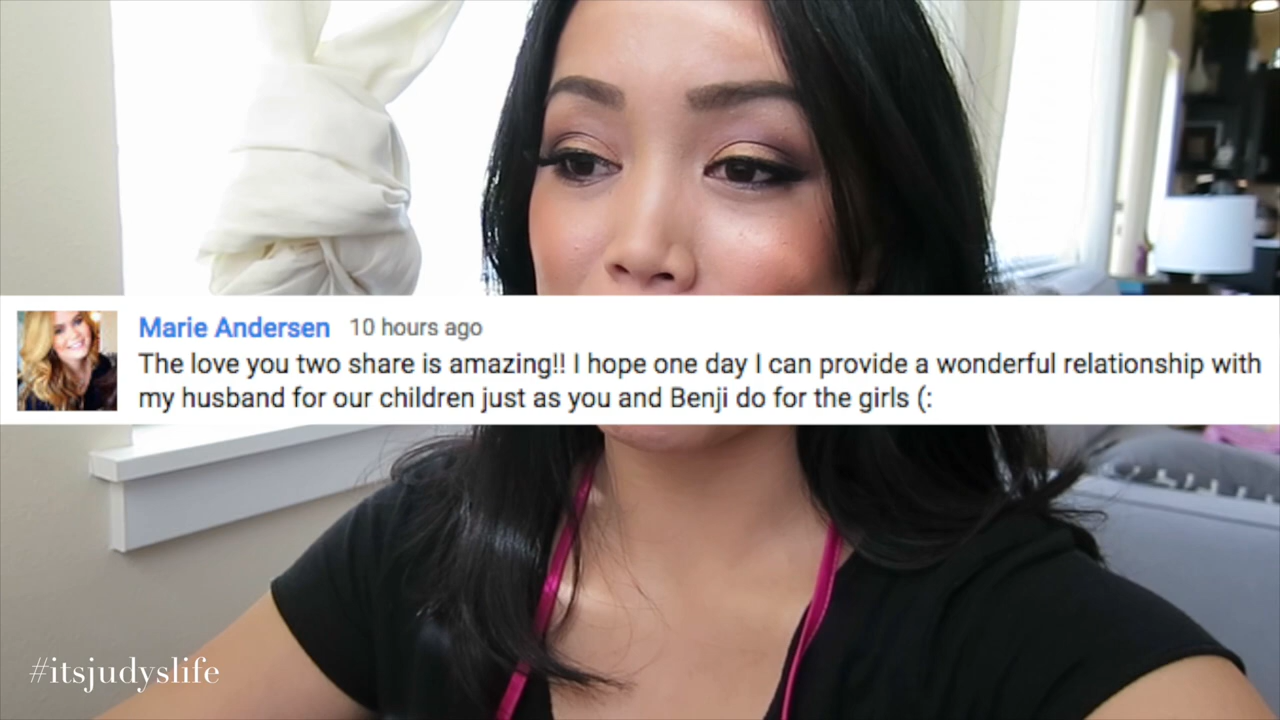 Marie Andersen 10 hours ago
The love you two share is amazing!! I hope one day I can provide a wonderful relationship with
my husband for our children just as you and Benji do for the girls (:
#itsjudyslife